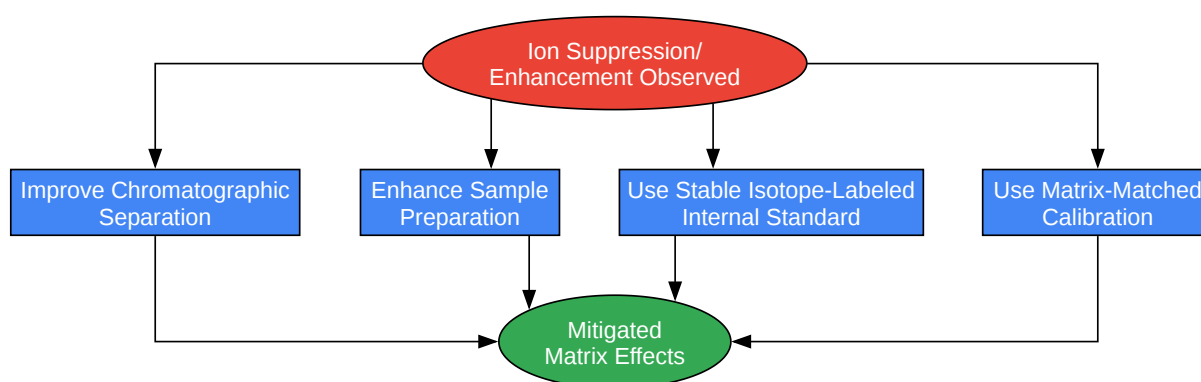 Ion Suppression/
Enhancement Observed
Improve Chromatographic
Separation
Enhance Sample
Preparation
Use Stable Isotope-Labeled
Internal Standard
Use Matrix-Matched
Calibration
Mitigated
Matrix Effects